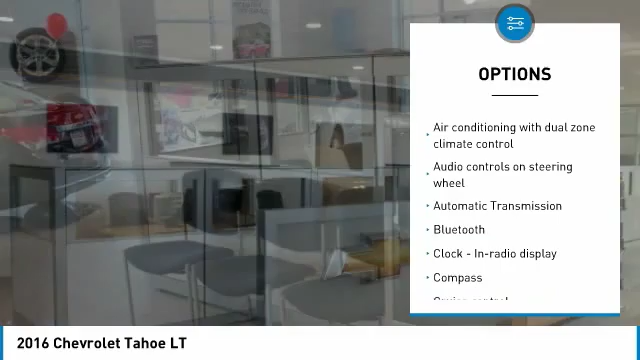 OPTIONS
Air conditioning with dual zone
climate control
Audio controls on steering
wheel
Automatic Transmission
Bluetooth
Clock - In-radio display
Compass
2016 Chevrolet Tahoe LT